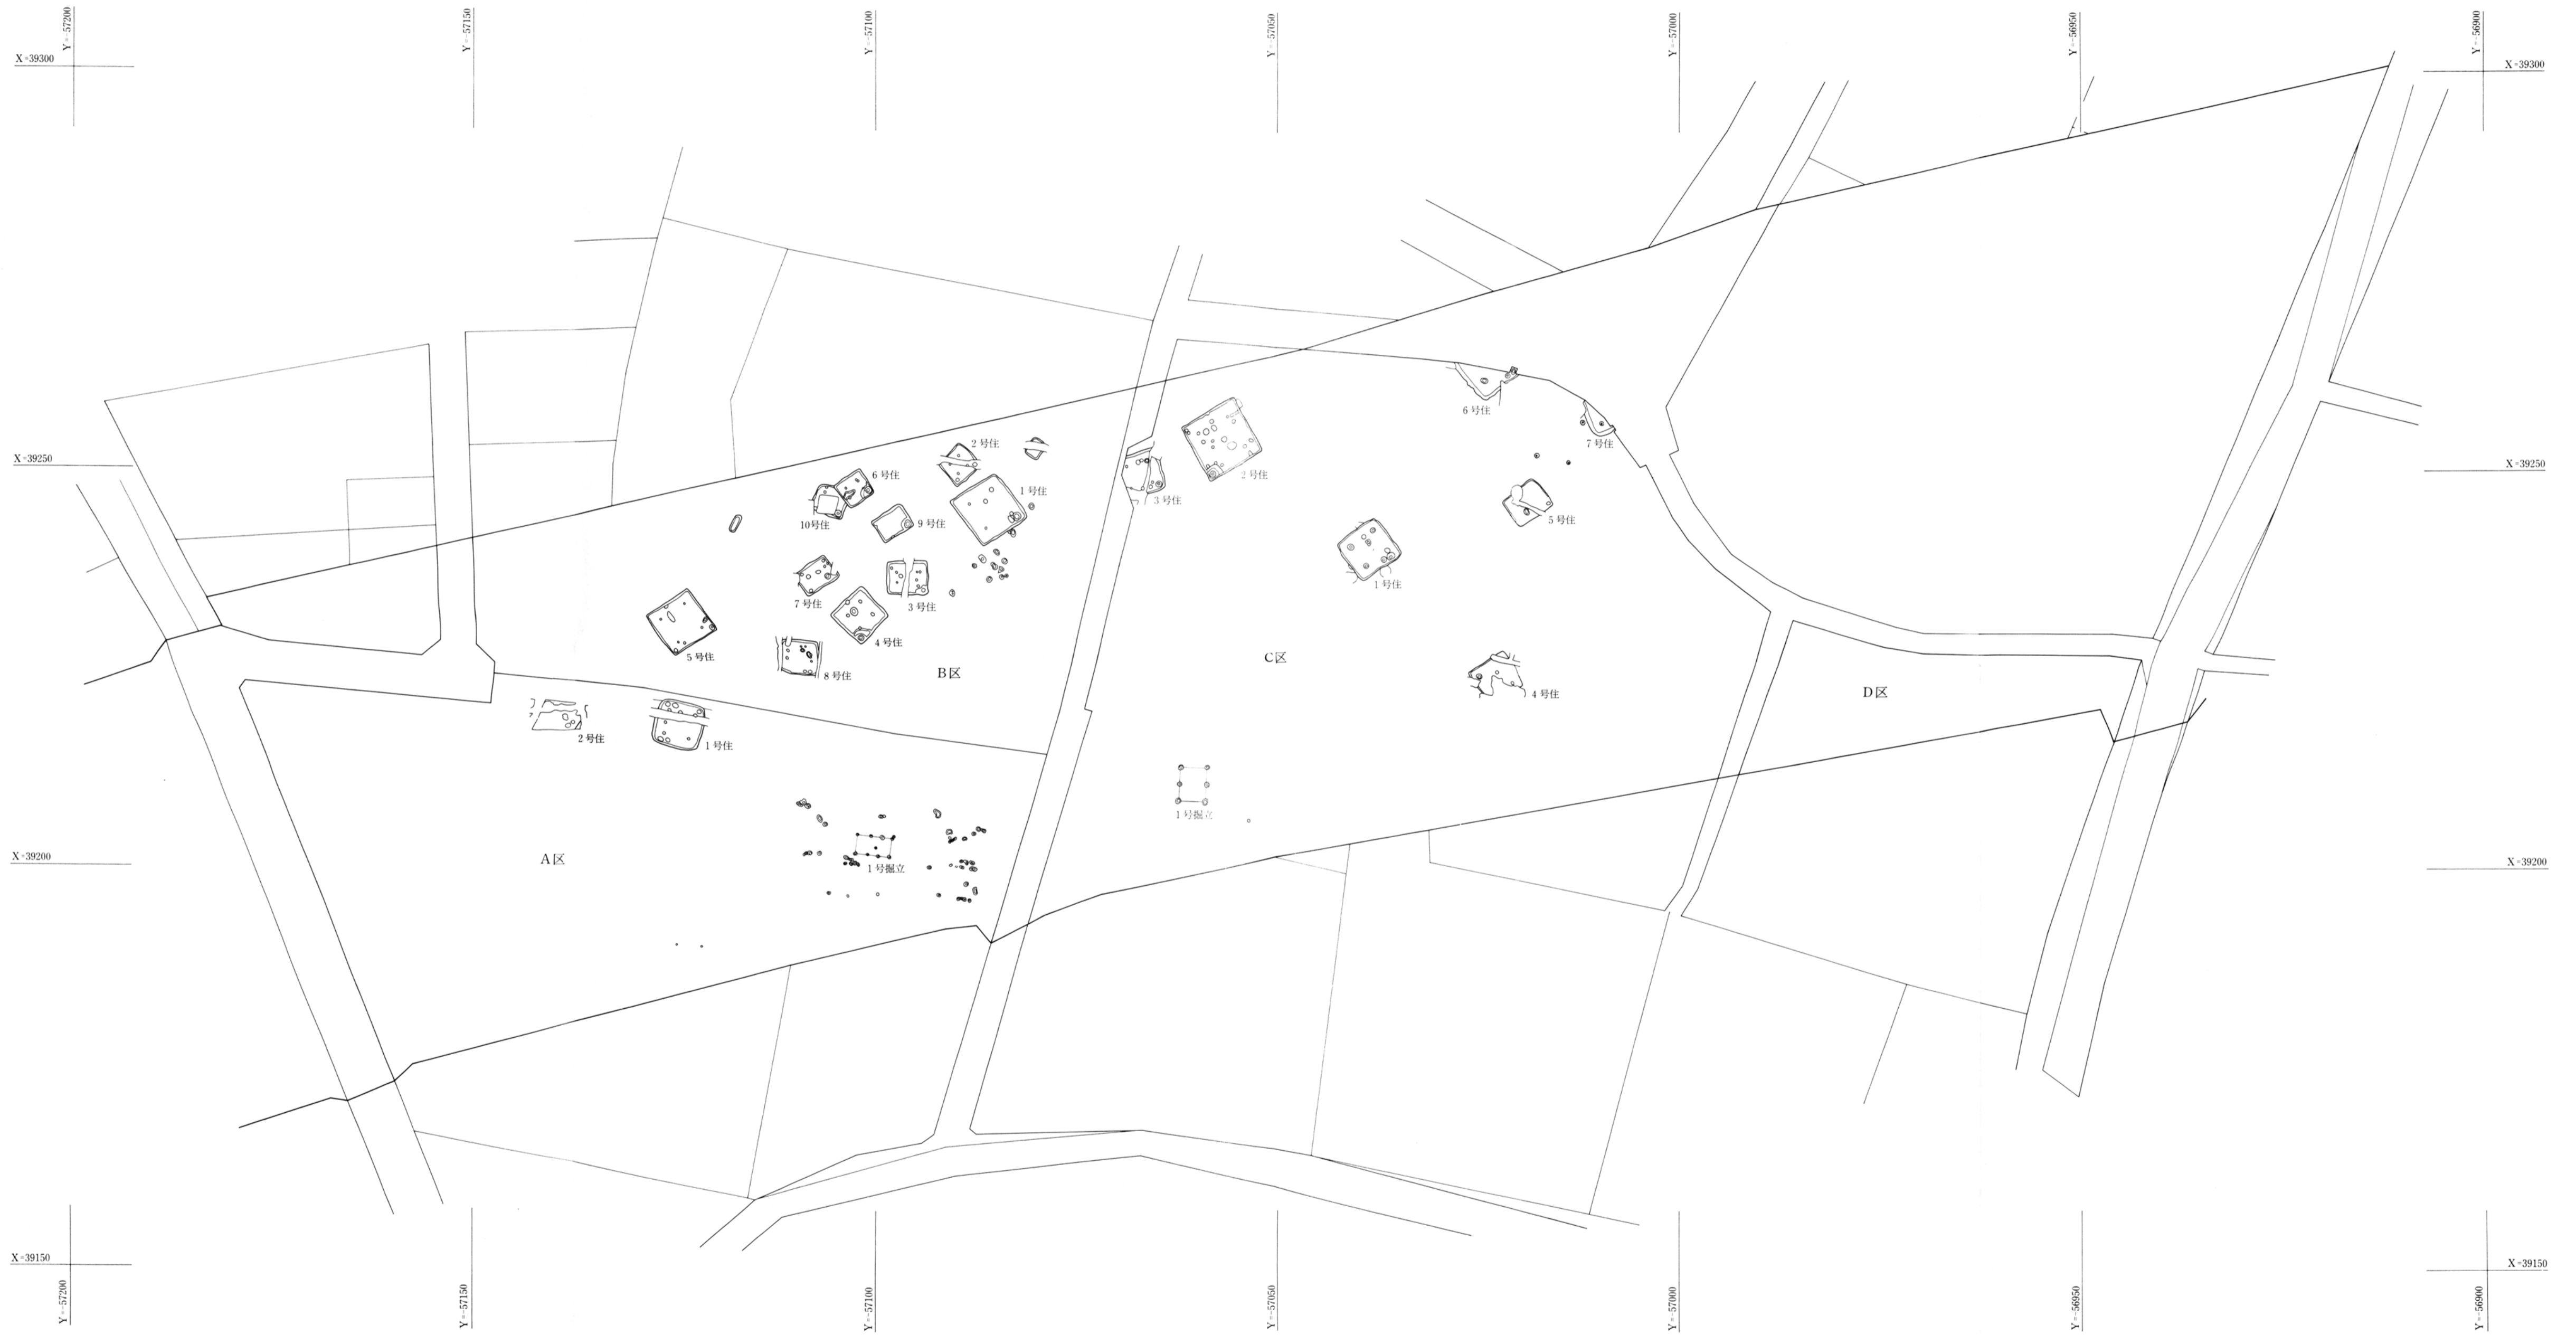 Y=-57200
Y=-57150
Y=-57100
Y=-57050
Y=-57000
Y=-56950
Y=-56900
X=39300
X=39300
6号住
7号住
2号住
1号住
6号住
10号住
9号住
2号住
3号住
X=39250
X=39250
5号住
1号住
7号住
3号住
4号住
5号住
8号住
B区
C区
4号住
D区
2号住
1号住
1号掘立
A区
1号掘立
X=39200
X=39200
X=39150
X=39150
Y=-57200
Y=-57150
Y=-57100
Y=-57050
Y=-57000
Y=-56950
Y=-56900